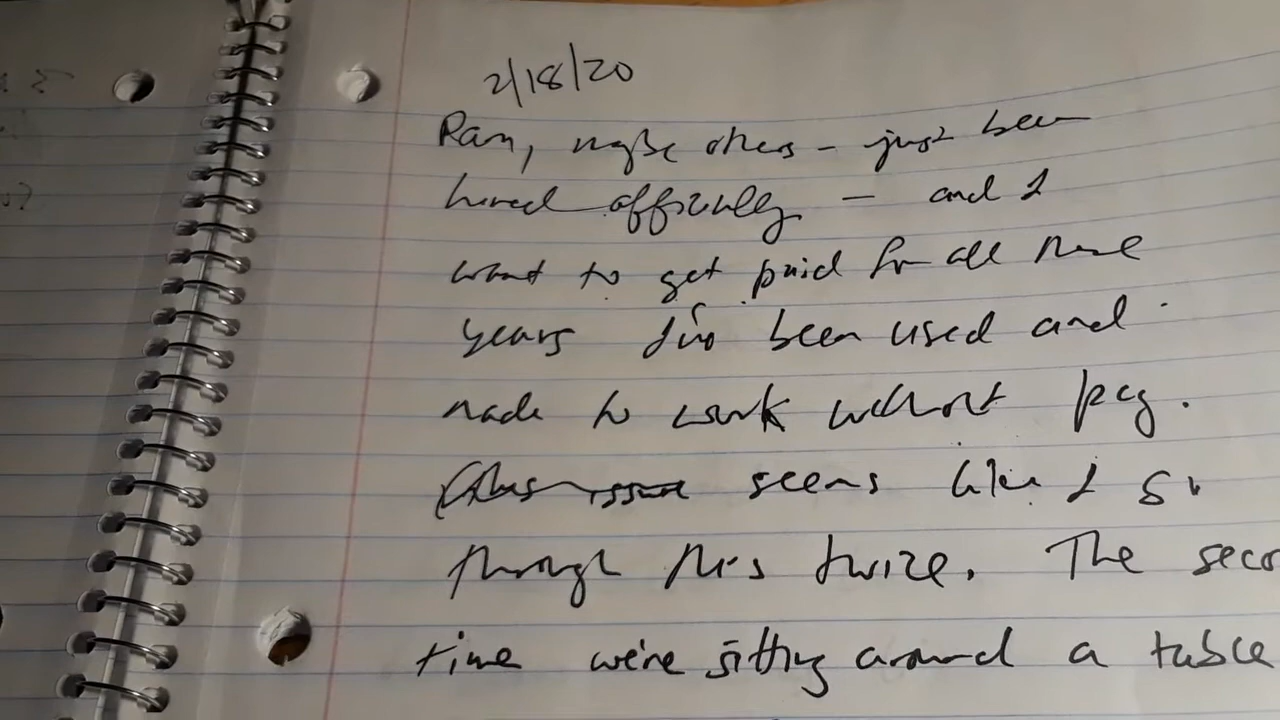 2/18/20
Ram, maybe others - just been
hired officially - and I
want to get paid for all these
years I've been used and
made to work without pay.
seems like I go
through this twice. The seco
time we're sitting around a table